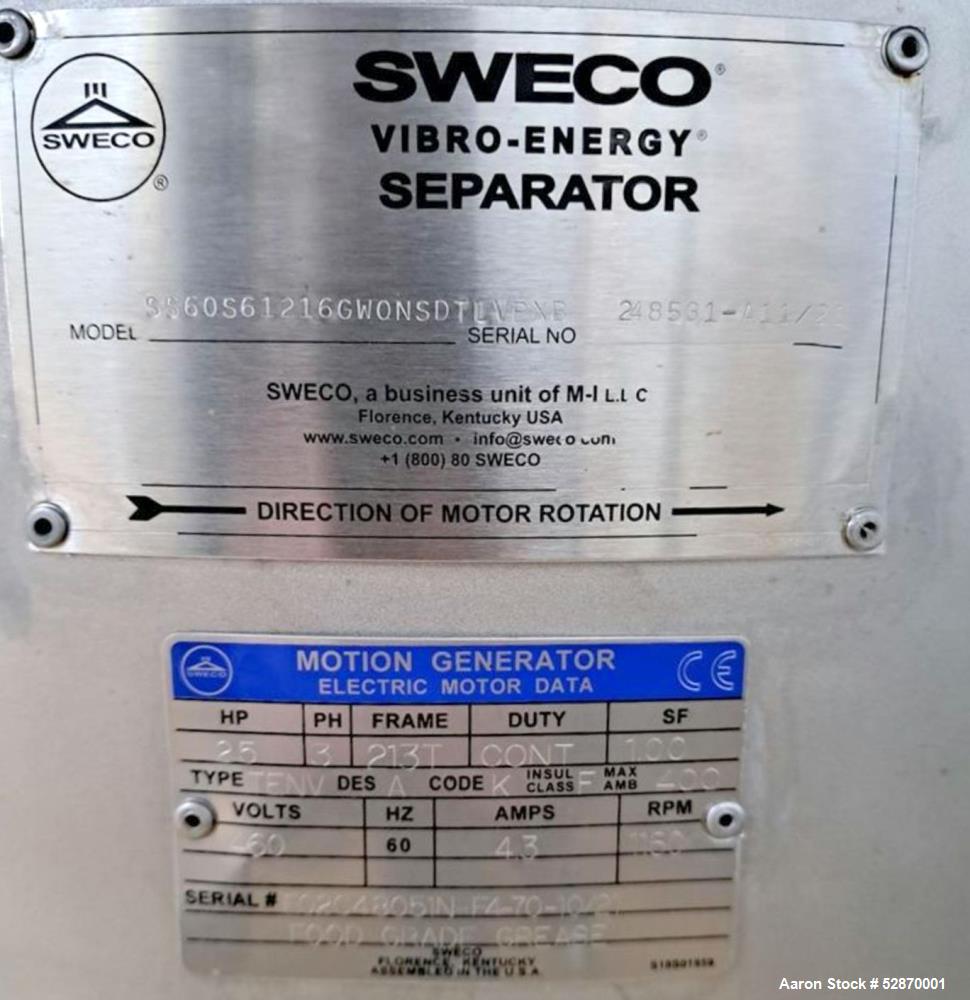 SWECO®
VIBRO-ENERGY®
SEPARATOR
SWECO
®
MODEL SS60S61216GWONSDTLVPXB SERIAL NO
SWECO, a business unit of M-I L.L C
Florence, Kentucky USA
www.sweco.com • info@sweco.com
+1 (800) 80 SWECO
DIRECTION OF MOTOR ROTATION
SWECO
MOTION GENERATOR
ELECTRIC MOTOR DATA
CE
HP PH FRAME DUTY SF
2.5 3 213T CONT 1.00
TYPE TENV DES A CODE K INSUL CLASS F MAX AMB 40C
VOLTS HZ AMPS RPM
460 60 4.3 1160
SERIAL #
FOOD GRADE GREASE
SWECO
FLORENCE, KENTUCKY
ASSEMBLED IN THE U.S.A.
Aaron Stock # 52870001